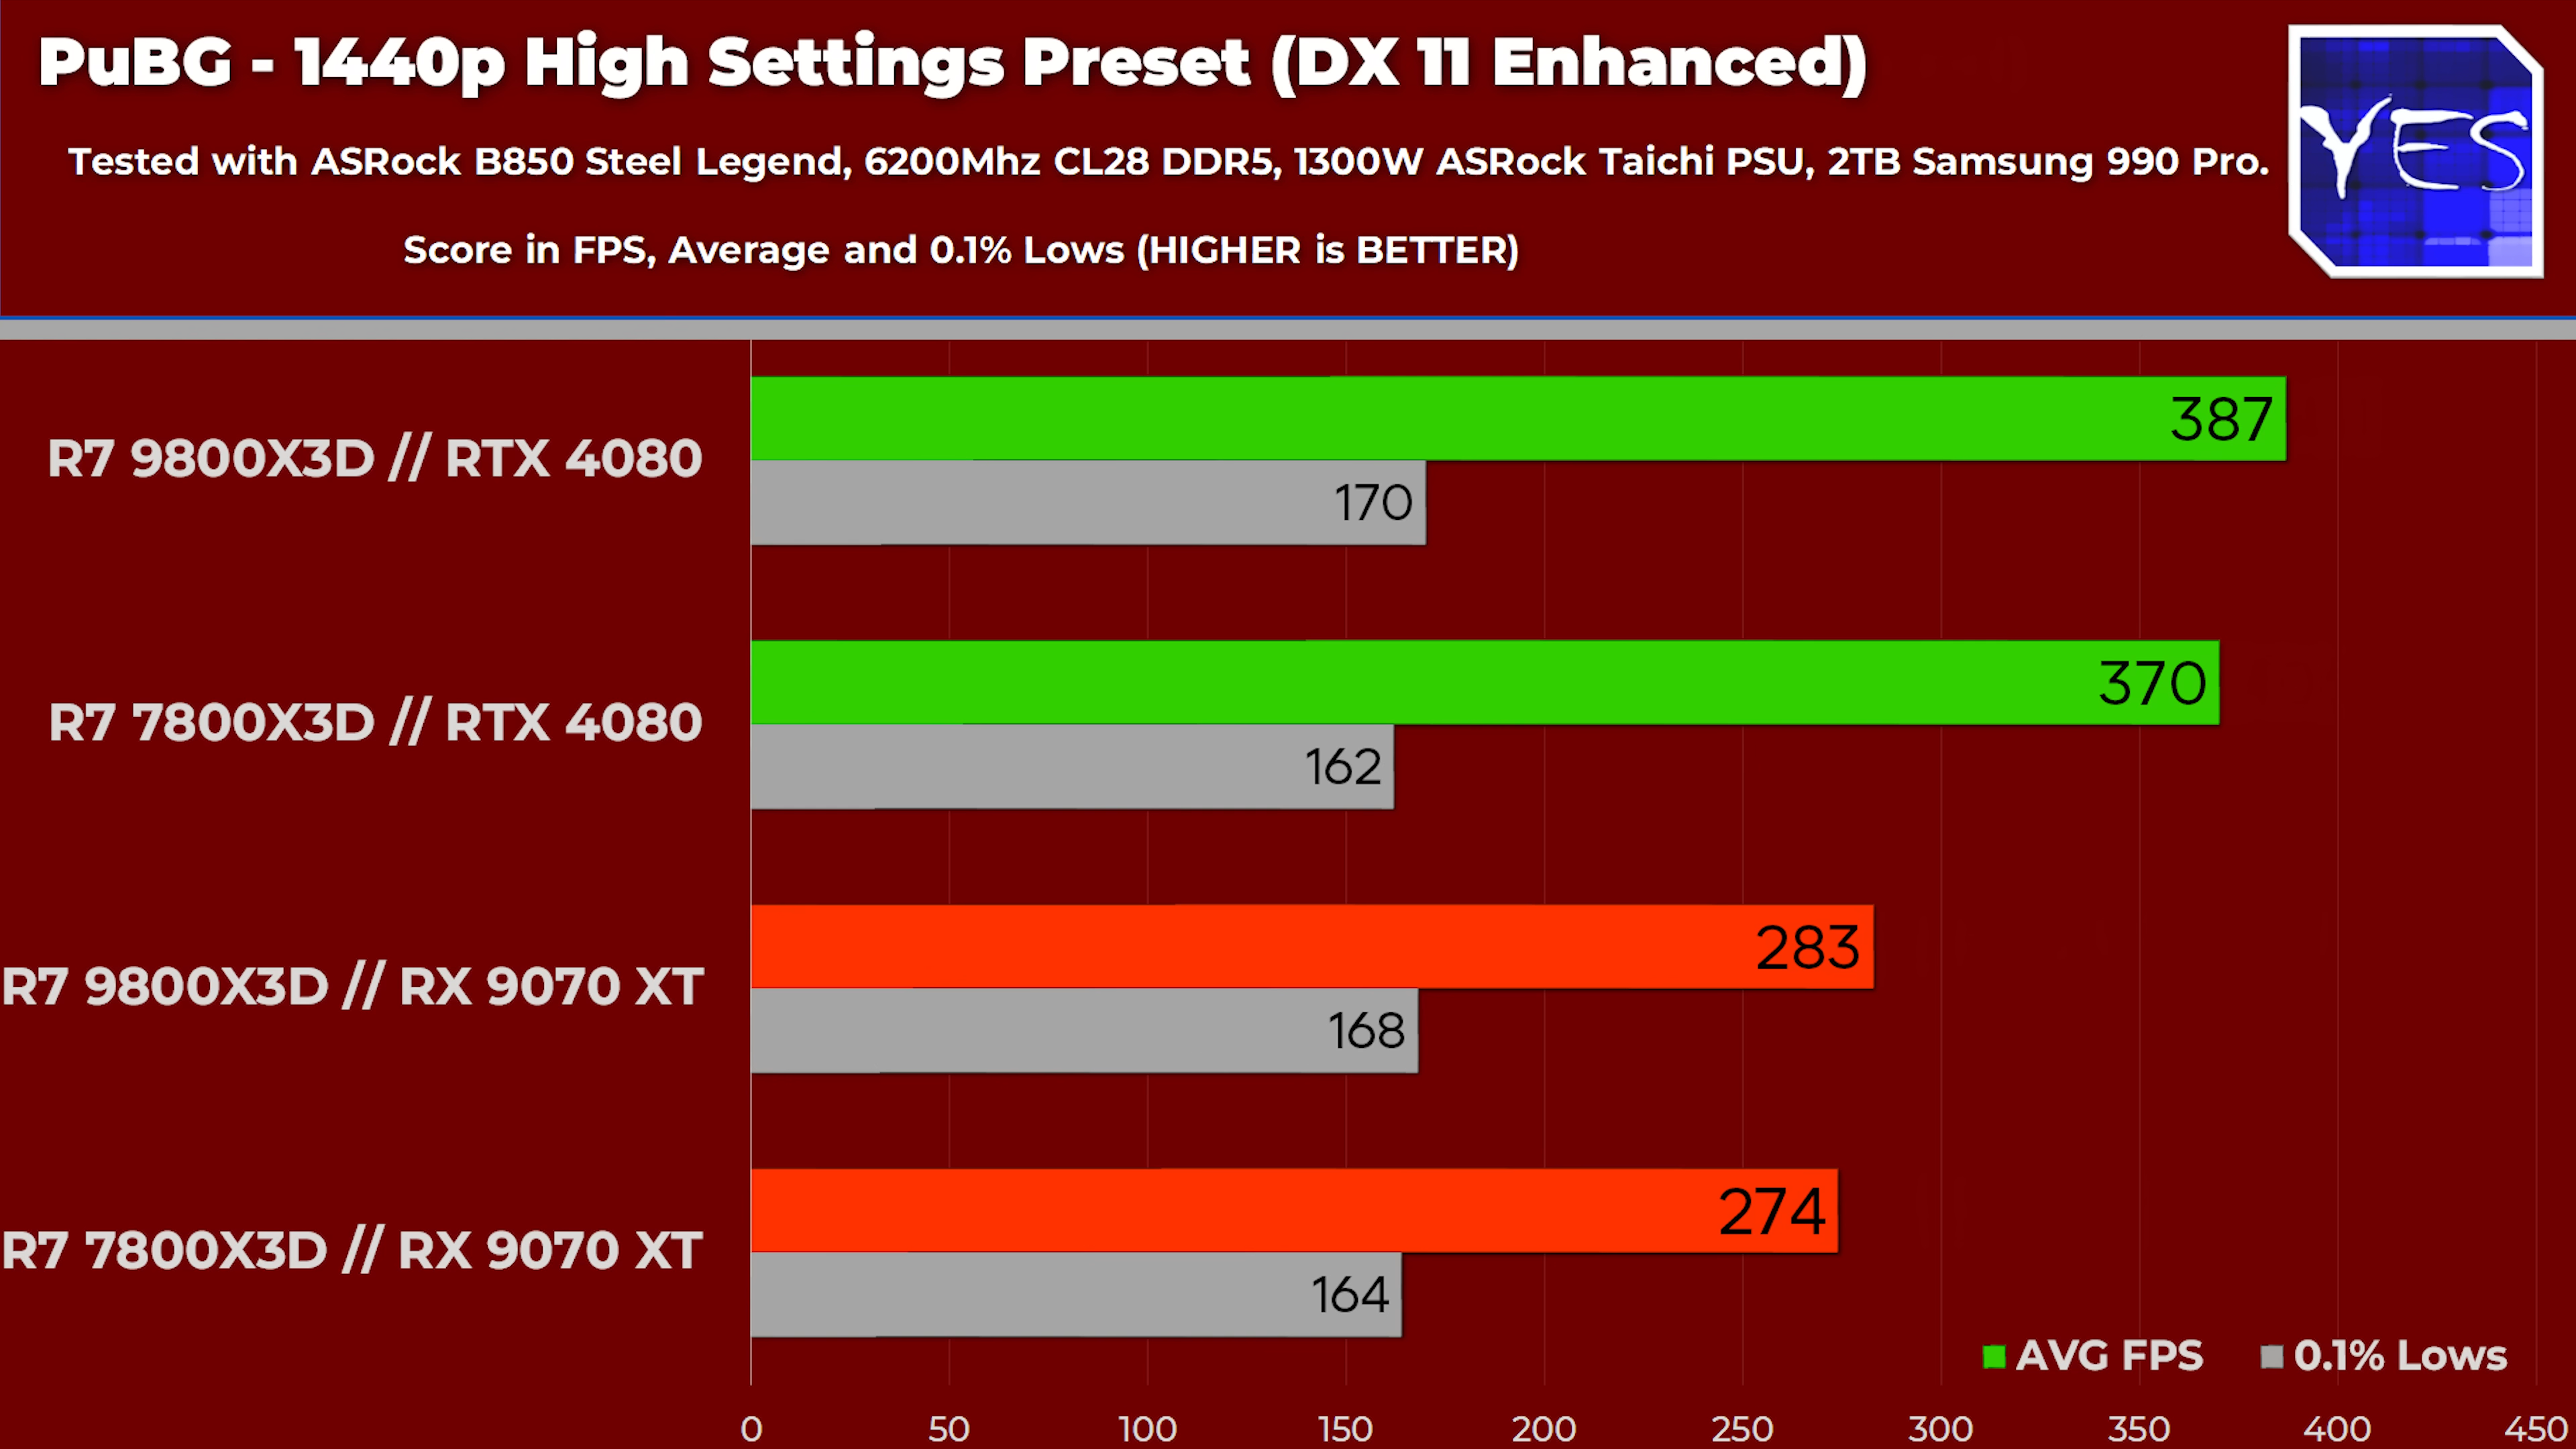 PuBG - 1440p High Settings Preset (DX 11 Enhanced)
Tested with ASRock B850 Steel Legend, 6200Mhz CL28 DDR5, 1300W ASRock Taichi PSU, 2TB Samsung 990 Pro.
YES
Score in FPS, Average and 0.1% Lows (HIGHER is BETTER)
387
R7 9800X3D // RTX 4080
170
370
R7 7800X3D // RTX 4080
162
283
R7 9800X3D // RX 9070 XT
168
274
R7 7800X3D // RX 9070 XT
164
AVG FPS 0.1% Lows
0 50 100 150 200 250 300 350 400 450